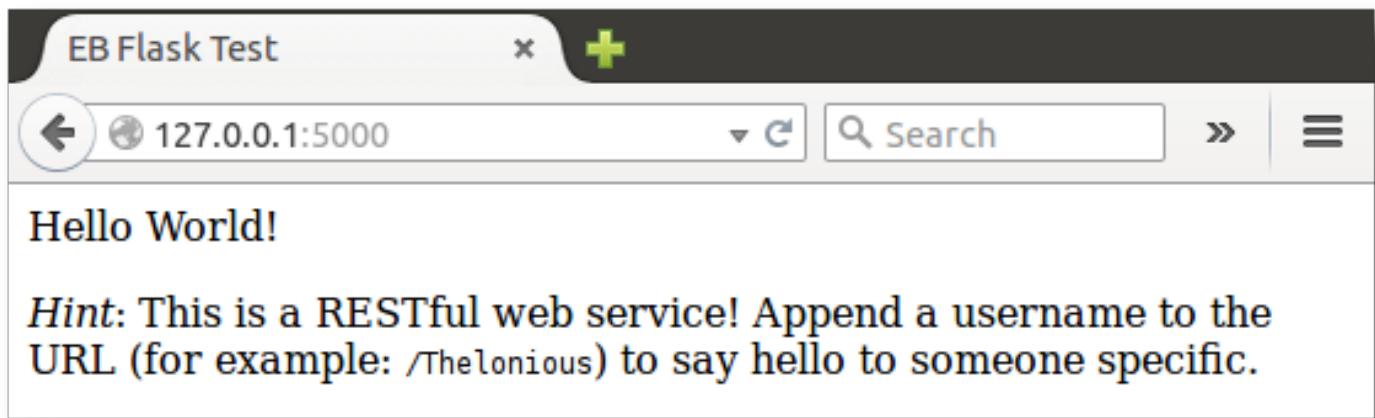 EB Flask Test
127.0.0.1:5000
Search
Hello World!
Hint: This is a RESTful web service! Append a username to the
URL (for example: /Thelonious) to say hello to someone specific.